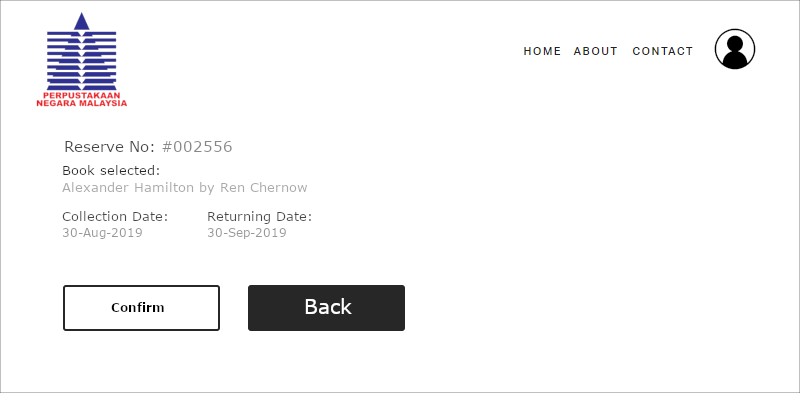 PERPUSTAKAAN
NEGARA MALAYSIA
HOME ABOUT CONTACT
Reserve No: #002556
Book selected:
Alexander Hamilton by Ren Chernow
Collection Date: Returning Date:
30-Aug-2019 30-Sep-2019
Confirm Back